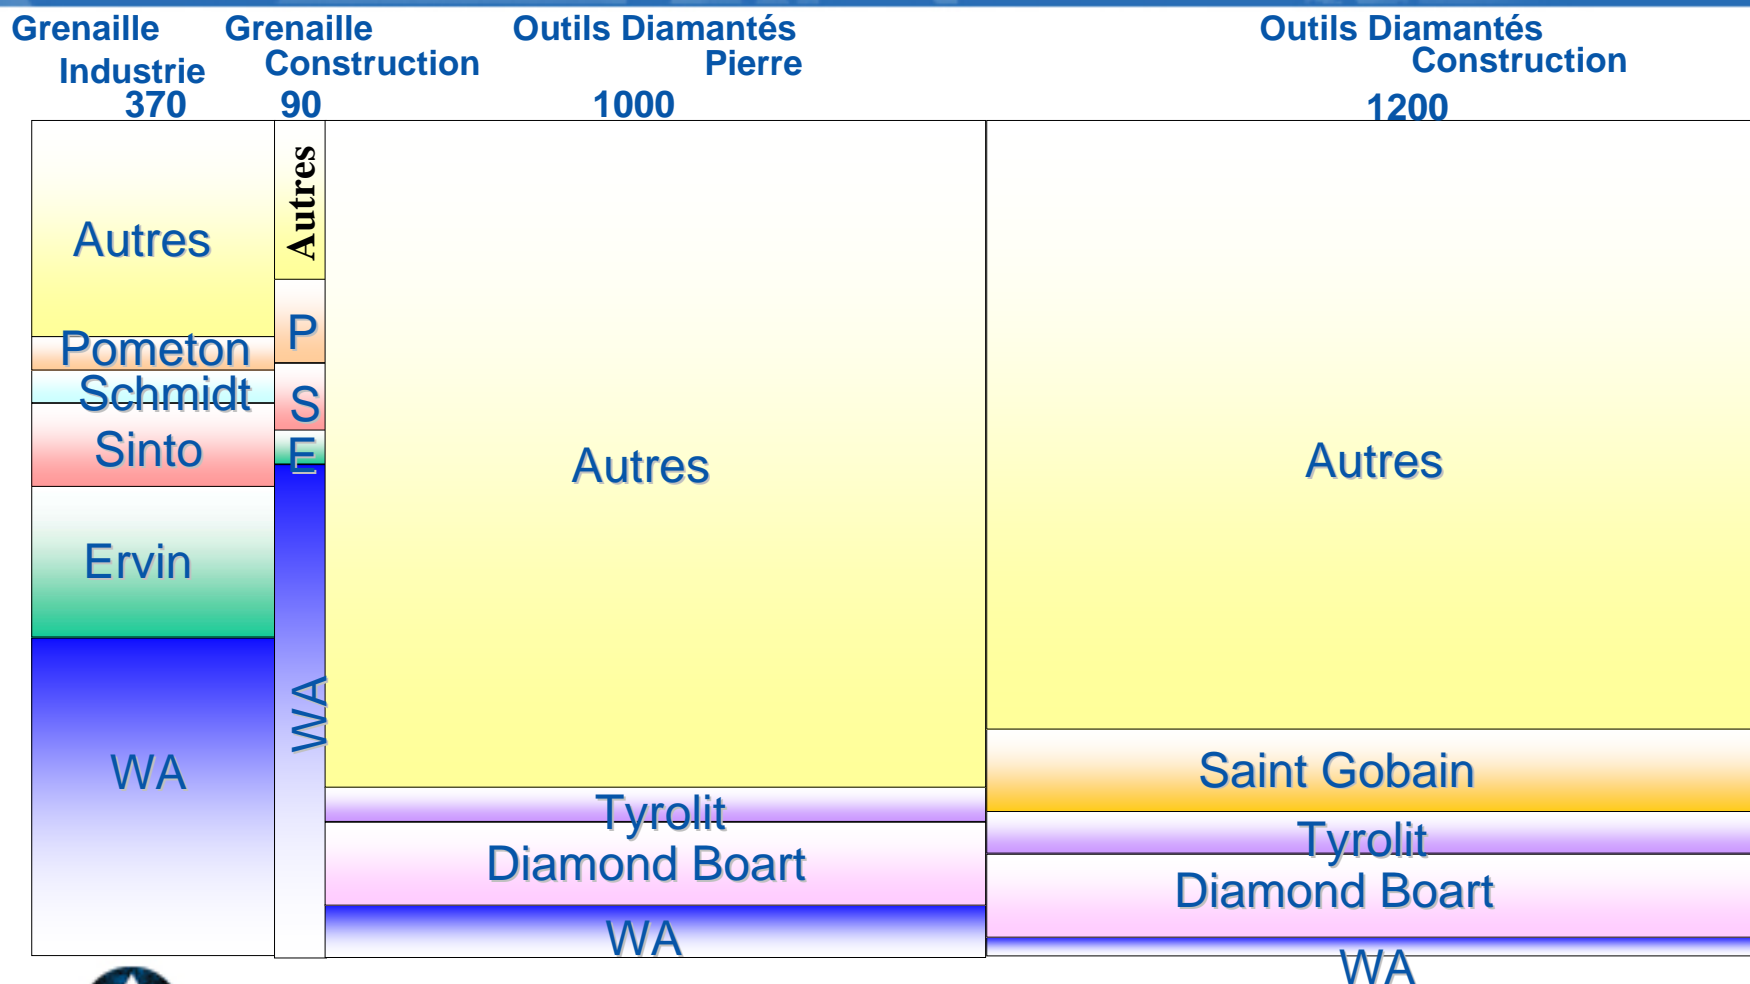 Grenaille
Industrie
370
Grenaille
Construction
90
Outils Diamantés
Pierre
1000
Outils Diamantés
Construction
1200
Autres
Pometon
Schmidt
Sinto
Ervin
WA
Autres
P
S
E
WA
Autres
Tyrolit
Diamond Boart
WA
Autres
Saint Gobain
Tyrolit
Diamond Boart
WA